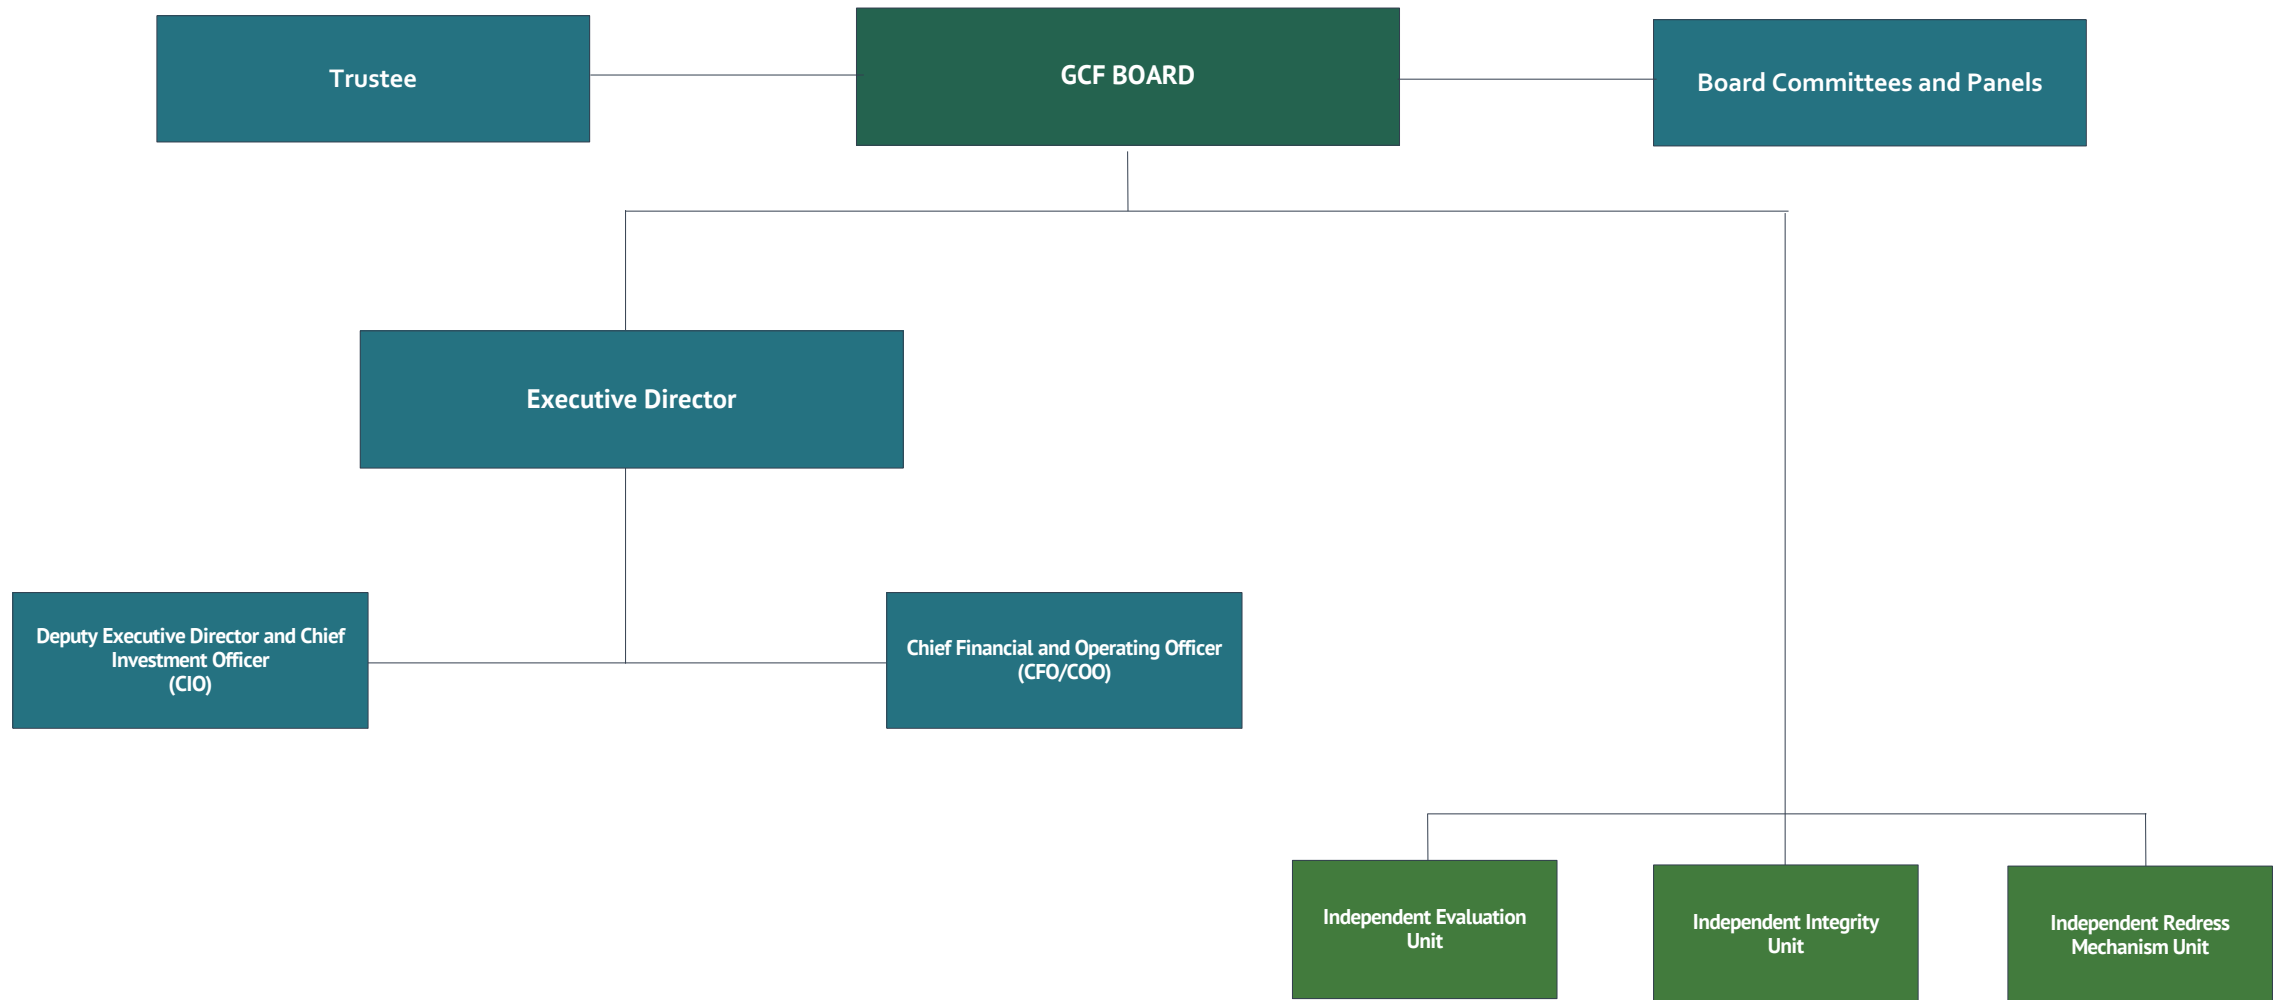 Trustee
GCF BOARD
Board Committees and Panels
Executive Director
Deputy Executive Director and Chief
Investment Officer
(CIO)
Chief Financial and Operating Officer
(CFO/COO)
Independent Evaluation
Unit
Independent Integrity
Unit
Independent Redress
Mechanism Unit